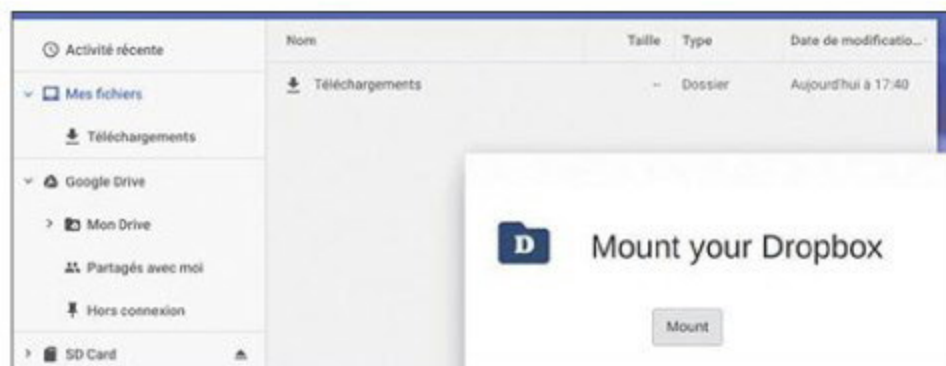 Activité récente
Mes fichiers
Téléchargements
Google Drive
Mon Drive
Partagés avec moi
Hors connexion
SD Card
Nom Taille Type Date de modificatio...
Téléchargements -- Dossier Aujourd'hui à 17:40
D
Mount your Dropbox
Mount